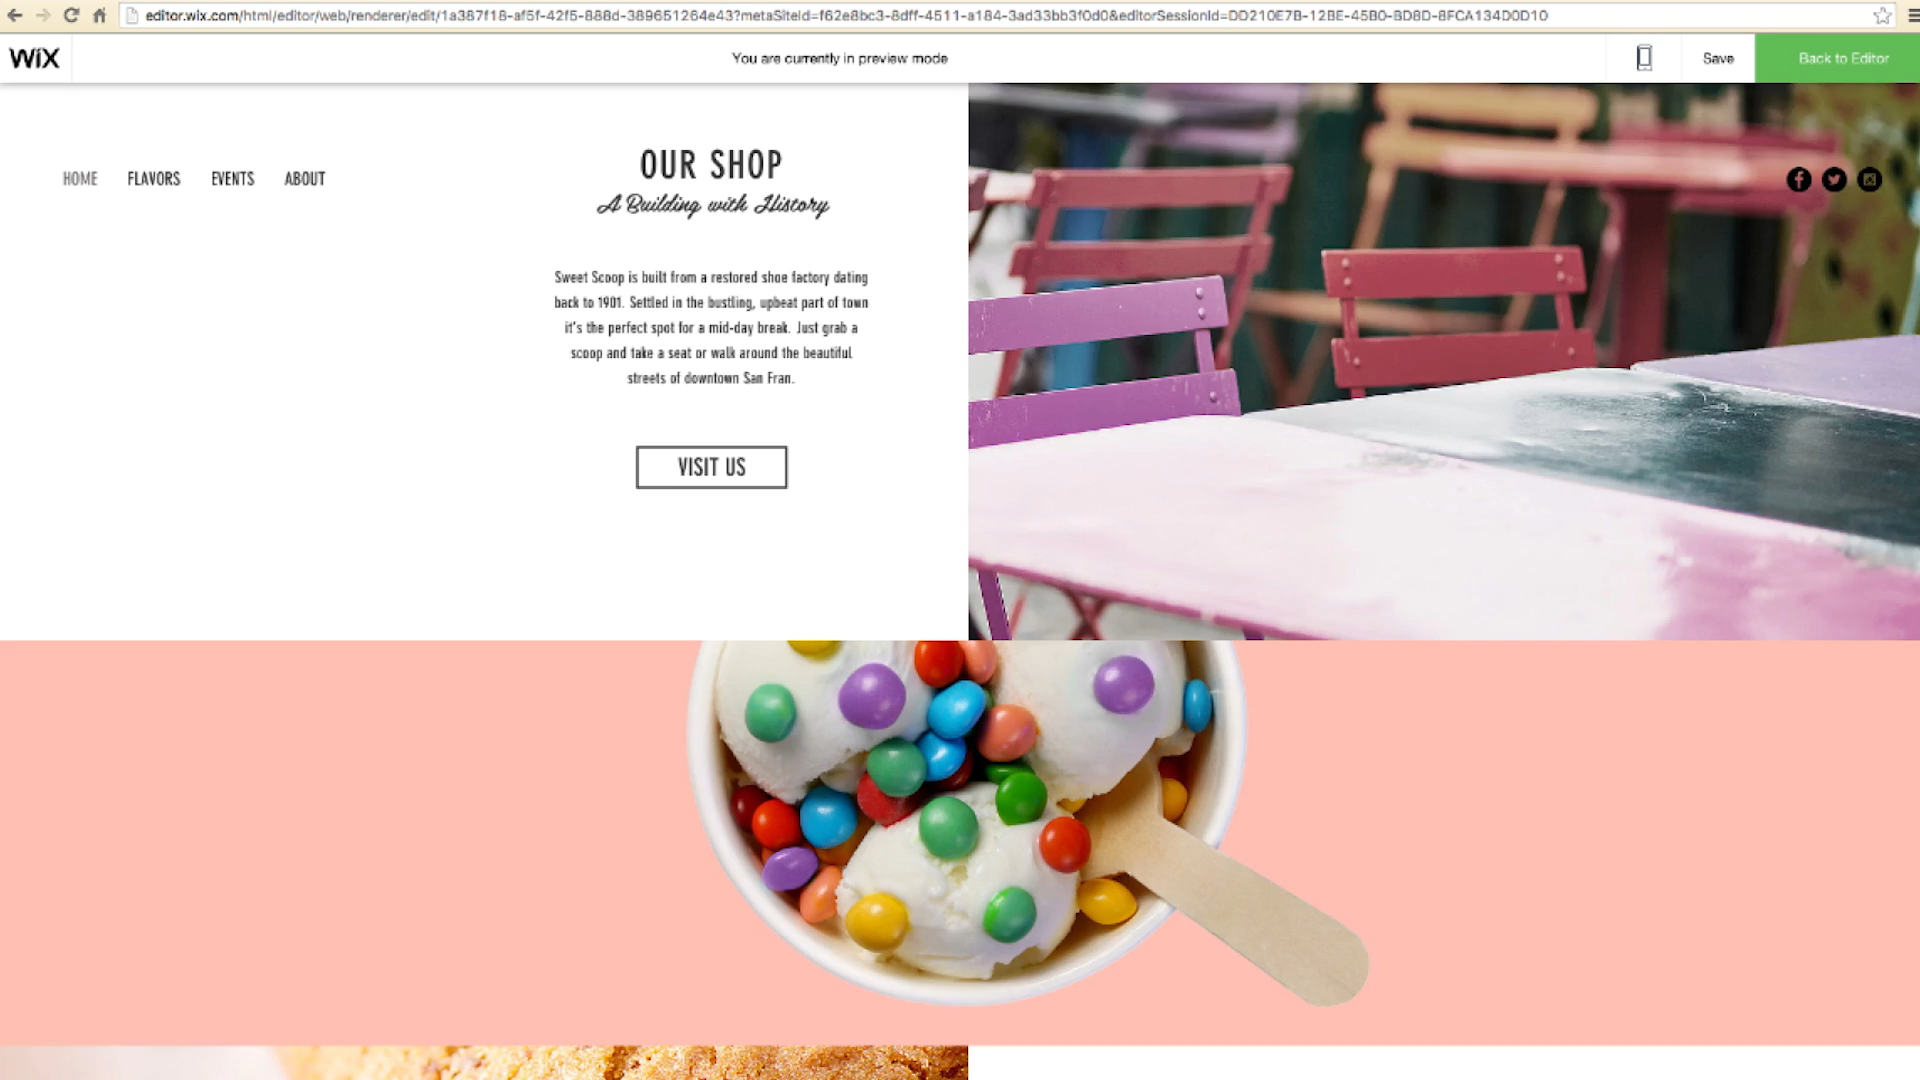 editor.wix.com/html/editor/web/renderer/edit/1a387f18-af5f-42f5-888d-389651264e43?metaSiteId=f62e8bc3-8dff-4511-a184-3ad33bb3f0d0&editorSessionId=DD210E7B-12BE-45B0-BD8D-8FCA134D0D10
WiX
You are currently in preview mode
Save
Back to Editor
HOME
FLAVORS
EVENTS
ABOUT
OUR SHOP
A Building with History
Sweet Scoop is built from a restored shoe factory dating
back to 1901. Settled in the bustling, upbeat part of town
it's the perfect spot for a mid-day break. Just grab a
scoop and take a seat or walk around the beautiful
streets of downtown San Fran.
VISIT US